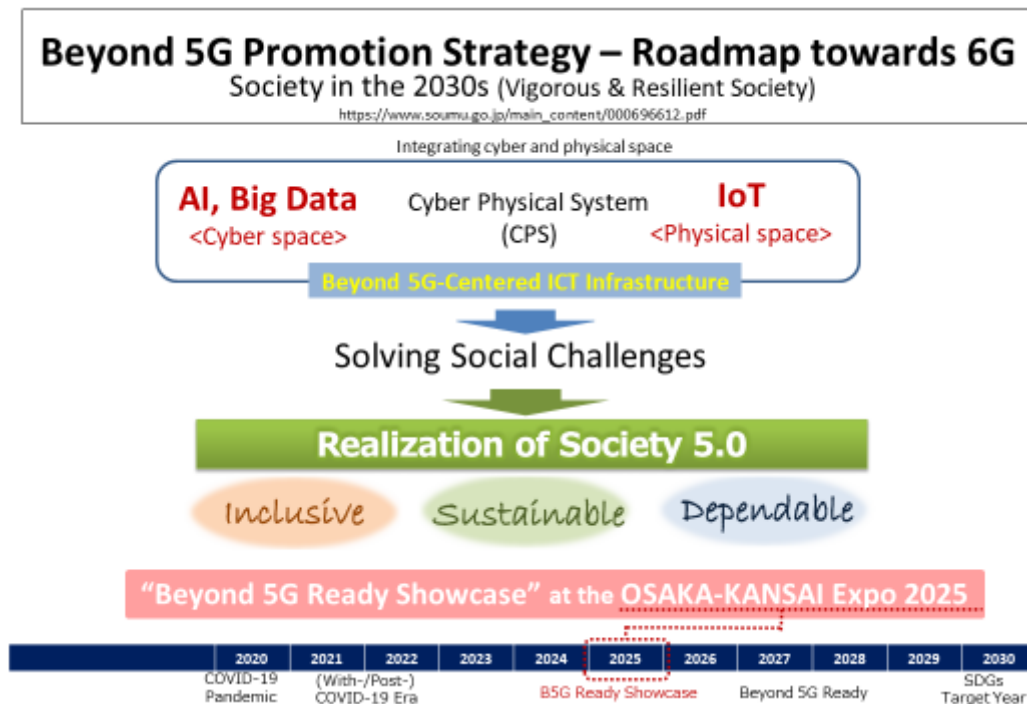 Beyond 5G Promotion Strategy – Roadmap towards 6G
Society in the 2030s (Vigorous & Resilient Society)
https://www.soumu.go.jp/main_content/000696612.pdf
Integrating cyber and physical space
AI, Big Data
<Cyber space>
Cyber Physical System
(CPS)
IoT
<Physical space>
Beyond 5G-Centered ICT Infrastructure
Solving Social Challenges
Realization of Society 5.0
Inclusive Sustainable Dependable
“Beyond 5G Ready Showcase” at the OSAKA-KANSAI Expo 2025
2020 2021 2022 2023 2024 2025 2026 2027 2028 2029 2030
COVID-19
Pandemic
(With-/Post-)
COVID-19 Era
B5G Ready Showcase
Beyond 5G Ready
SDGs
Target Year